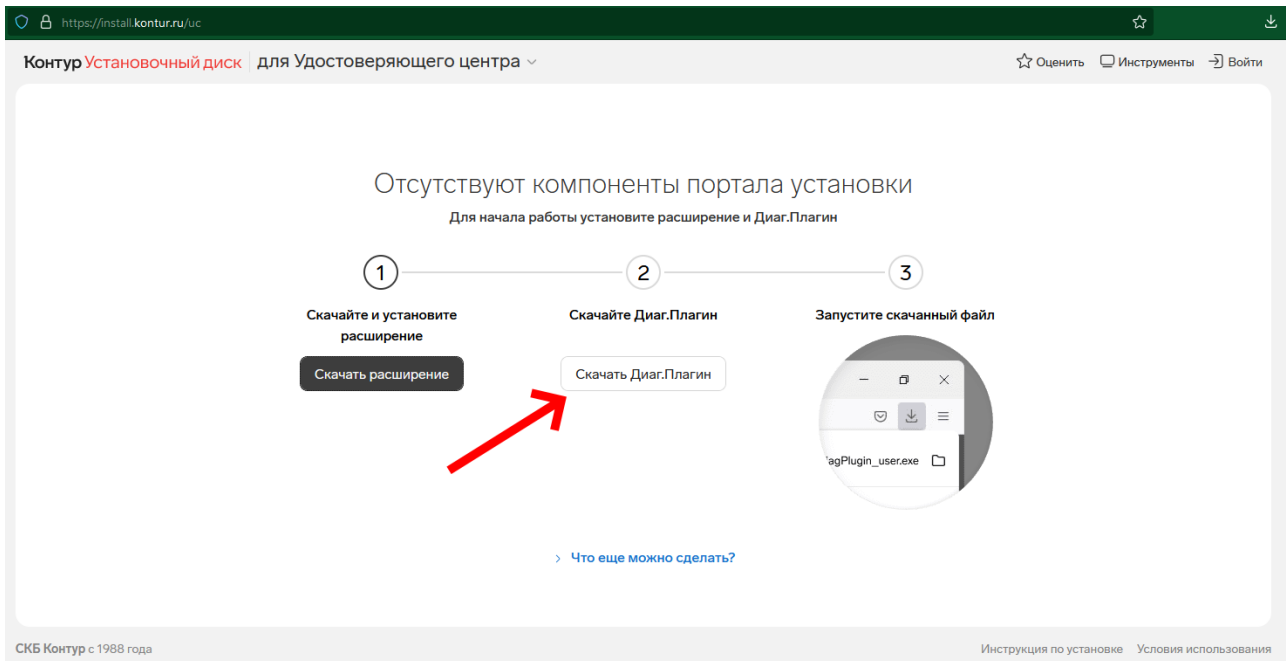 https://install.kontur.ru/uc
Контур Установочный диск для Удостоверяющего центра
Оценить Инструменты Войти
Отсутствуют компоненты портала установки
Для начала работы установите расширение и Диаг.Плагин
1 2 3
Скачайте и установите расширение
Скачать расширение
Скачайте Диаг.Плагин
Скачать Диаг.Плагин
Запустите скачанный файл
agPlugin_user.exe
Что еще можно сделать?
СКБ Контур с 1988 года
Инструкция по установке Условия использования